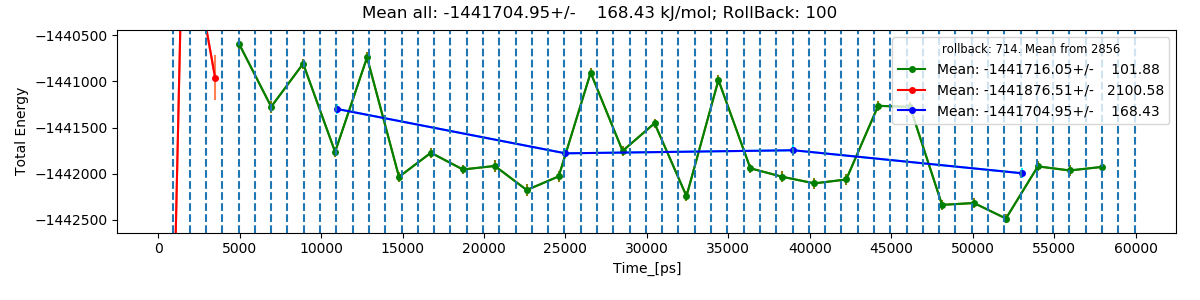 Mean all: -1441704.95+/-    168.43 kJ/mol; RollBack: 100
Total Energy
−1440500
−1441000
−1441500
−1442000
−1442500
rollback: 714. Mean from 2856
Mean: -1441716.05+/-    101.88
Mean: -1441876.51+/-   2100.58
Mean: -1441704.95+/-    168.43
0 5000 10000 15000 20000 25000 30000 35000 40000 45000 50000 55000 60000
Time_[ps]